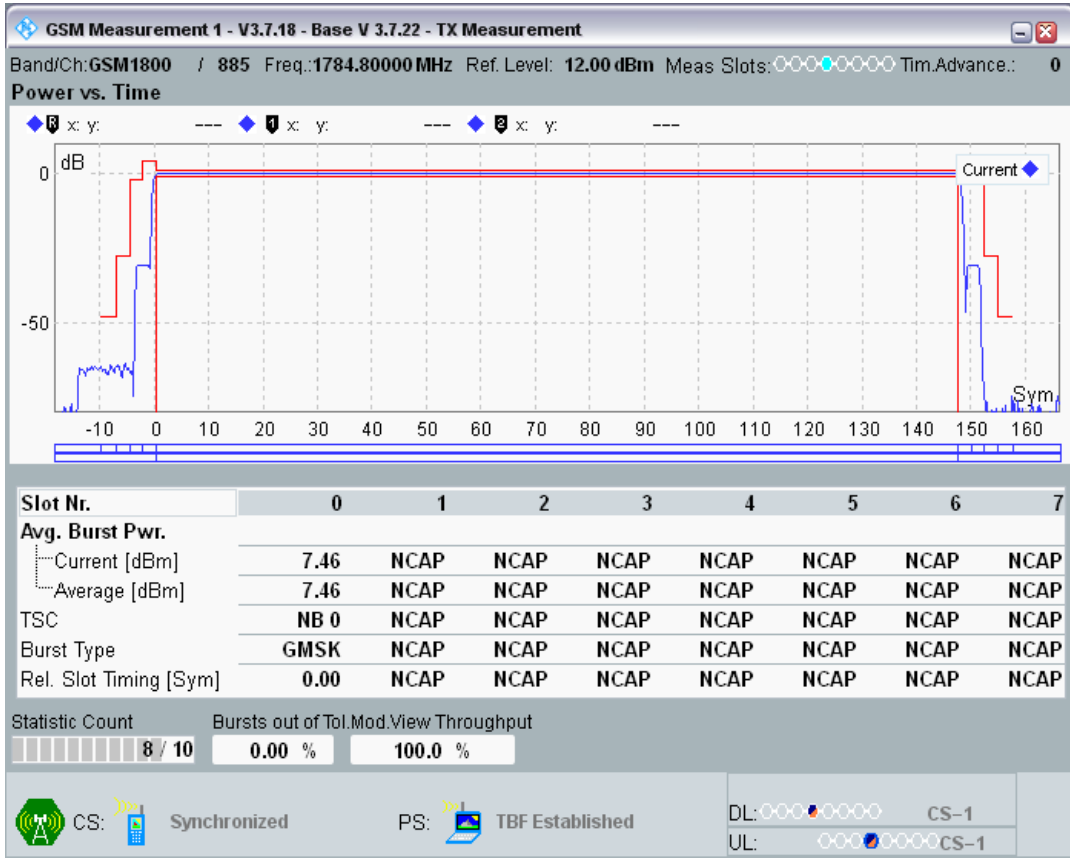 GSM Measurement 1 - V3.7.18 - Base V 3.7.22 - TX Measurement
Band/Ch:GSM1800 / 885 Freq.:1784.80000 MHz Ref. Level: 12.00 dBm Meas Slots: Tim.Advance.: 0
Power vs. Time
R x: y: --- 1 x: y: --- 2 x: y: ---
dB
Current
0
-50
Sym
-10 0 10 20 30 40 50 60 70 80 90 100 110 120 130 140 150 160
Slot Nr. 0 1 2 3 4 5 6 7
Avg. Burst Pwr.
Current [dBm] 7.46 NCAP NCAP NCAP NCAP NCAP NCAP NCAP
Average [dBm] 7.46 NCAP NCAP NCAP NCAP NCAP NCAP NCAP
TSC NB 0 NCAP NCAP NCAP NCAP NCAP NCAP NCAP
Burst Type GMSK NCAP NCAP NCAP NCAP NCAP NCAP NCAP
Rel. Slot Timing [Sym] 0.00 NCAP NCAP NCAP NCAP NCAP NCAP NCAP
Statistic Count Bursts out of Tol.Mod.View Throughput
8 / 10 0.00 % 100.0 %
CS: Synchronized PS: TBF Established DL: CS-1
UL: CS-1